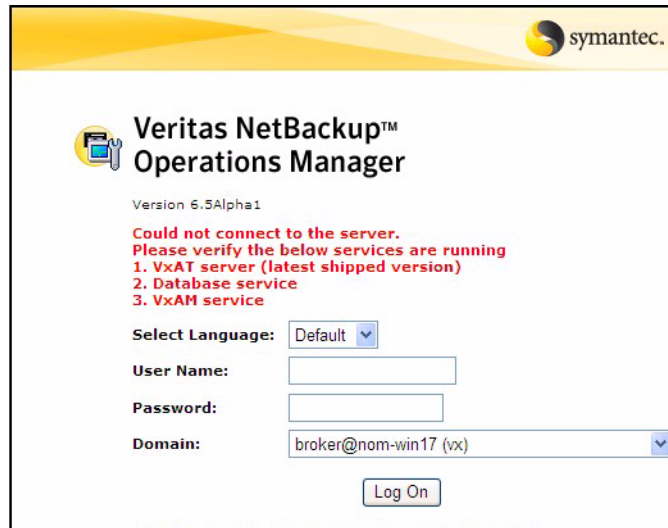 symantec.
Veritas NetBackup™
Operations Manager
Version 6.5Alpha1
Could not connect to the server.
Please verify the below services are running
1. VxAT server (latest shipped version)
2. Database service
3. VxAM service
Select Language: Default
User Name:
Password:
Domain: broker@nom-win17 (vx)
Log On